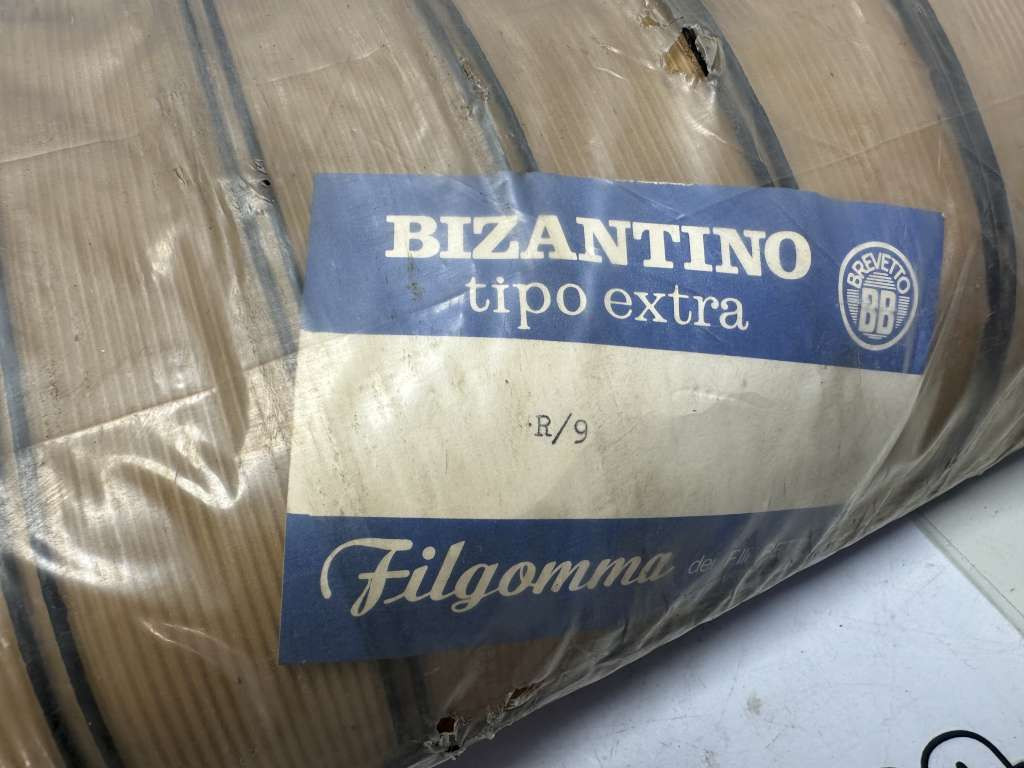 BIZANTINO
tipo extra
BREVETTO
BB
R/9
Filgomma